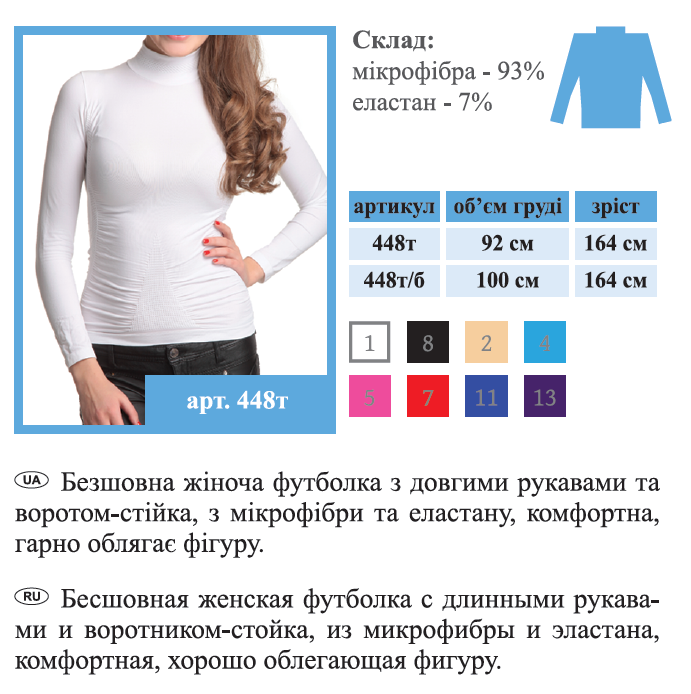 Склад:
мікрофібра - 93%
еластан - 7%
артикул об’єм груді зріст
448т 92 см 164 см
448т/б 100 см 164 см
1 8 2 4
5 7 11 13
арт. 448т
UA Безшовна жіноча футболка з довгими рукавами та
воротом-стійка, з мікрофібри та еластану, комфортна,
гарно облягає фігуру.
RU Бесшовная женская футболка с длинными рукава-
ми и воротником-стойка, из микрофибры и эластана,
комфортная, хорошо облегающая фигуру.